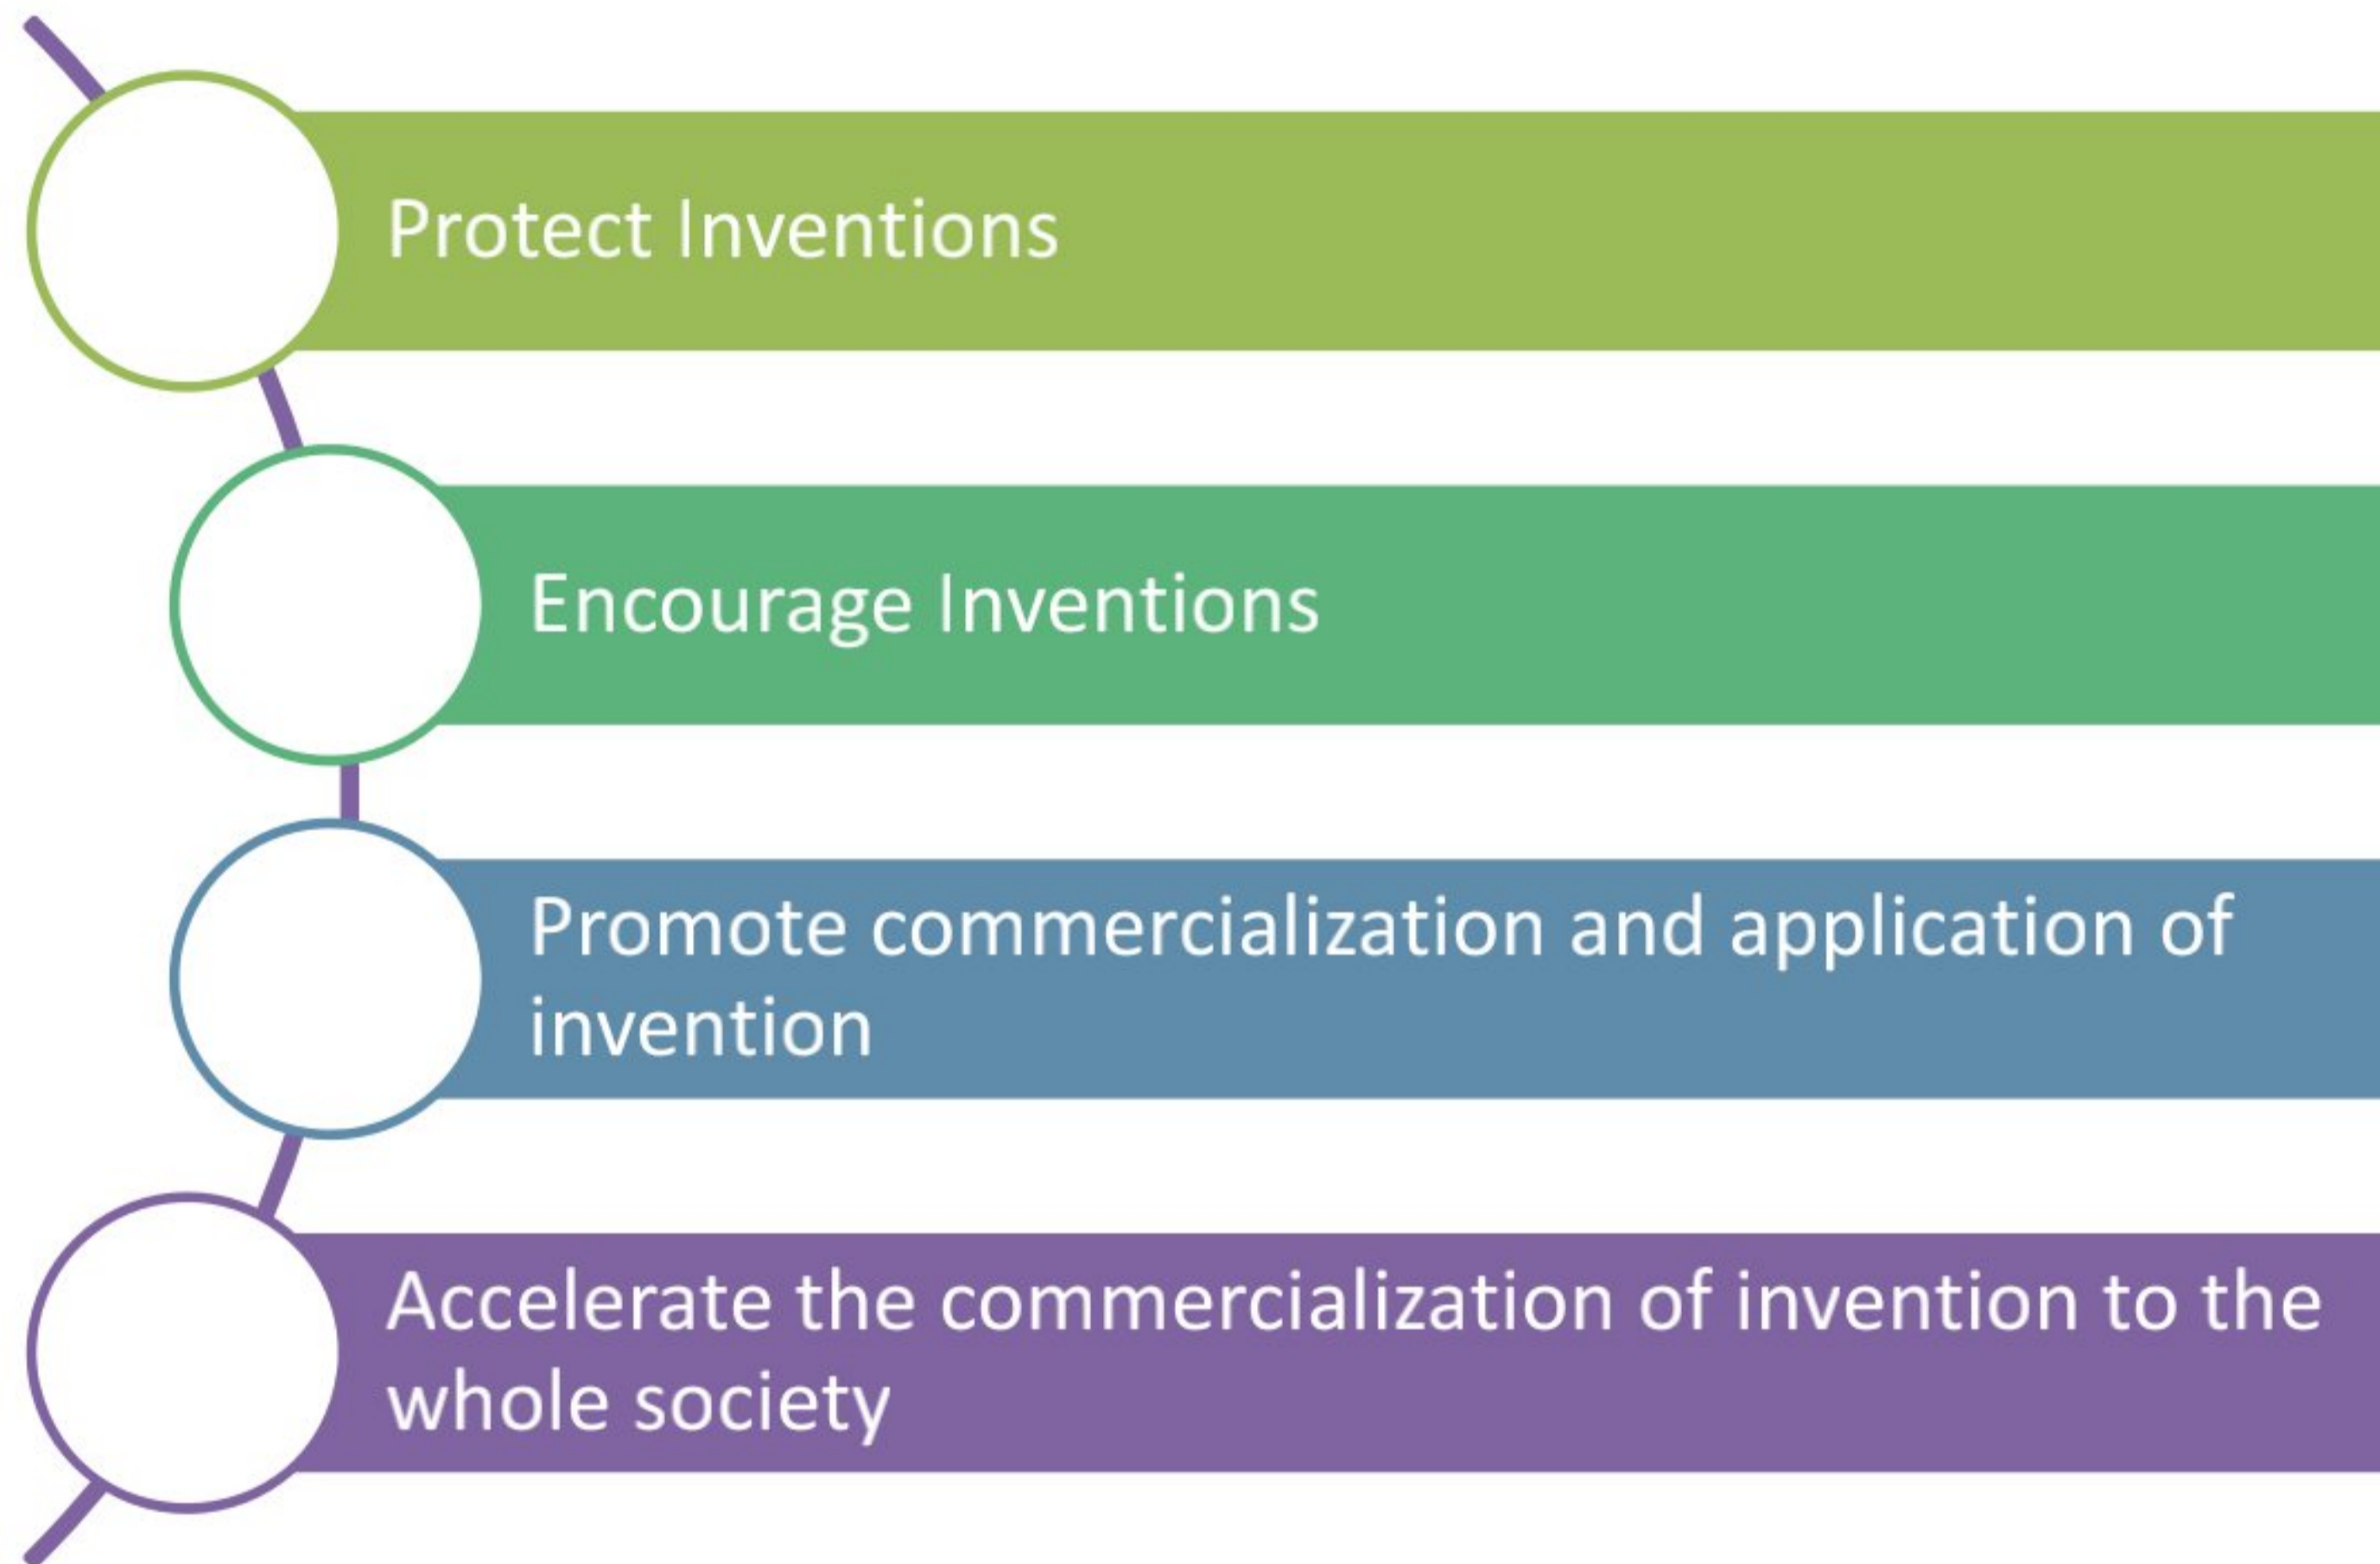 Protect Inventions
Encourage Inventions
Promote commercialization and application of
invention
Accelerate the commercialization of invention to the
whole society